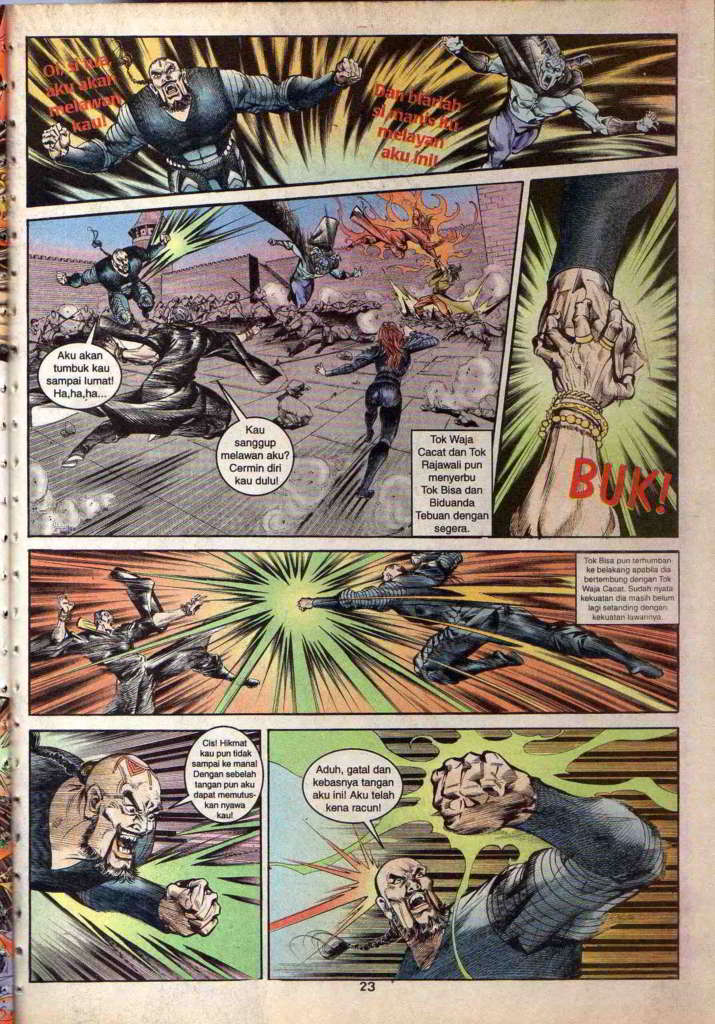 Oi, si tua
aku akan
melawan
kau!
Dan biarlah
si manis itu
melayan
aku ini!
Aku akan
tumbuk kau
sampai lumat!
Ha,ha,ha...
Kau
sanggup
melawan aku?
Cermin diri
kau dulu!
Tok Waja
Cacat dan Tok
Rajawali pun
menyerbu
Tok Bisa dan
Biduanda
Tebuan dengan
segera.
BUK!
Tok Bisa pun terhumban
ke belakang apabila dia
bertembung dengan Tok
Waja Cacat. Sudah nyata
kekuatan dia masih belum
lagi setanding dengan
kekuatan lawannya.
Cis! Hikmat
kau pun tidak
sampai ke mana!
Dengan sebelah
tangan pun aku
dapat memutus-
kan nyawa
kau!
Aduh, gatal dan
kebasnya tangan
aku ini! Aku telah
kena racun!
23